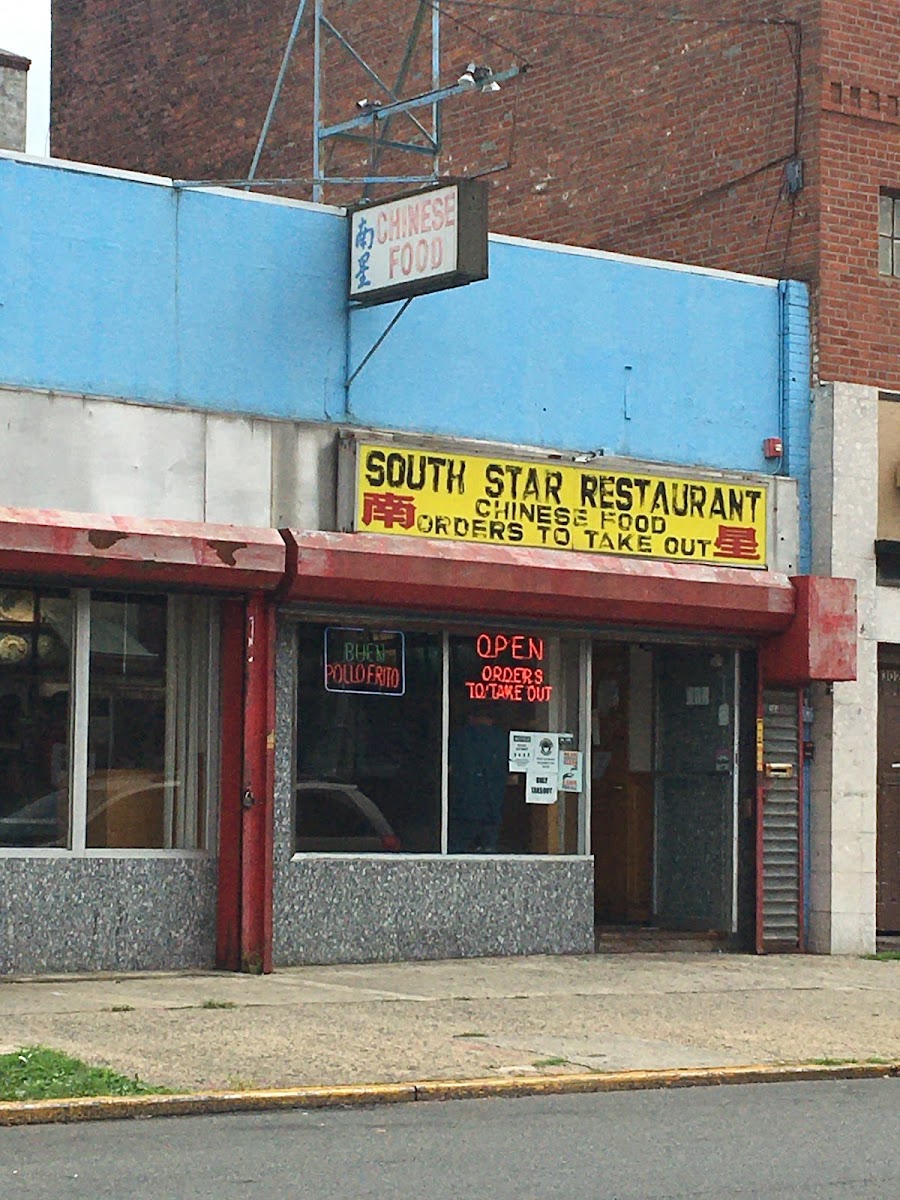 南星
CHINESE
FOOD
SOUTH STAR RESTAURANT
CHINESE FOOD
南 ORDERS TO TAKE OUT 星
BUEN
POLLO FRITO
OPEN
ORDERS
TO TAKE OUT
ONLY
TAKEOUT